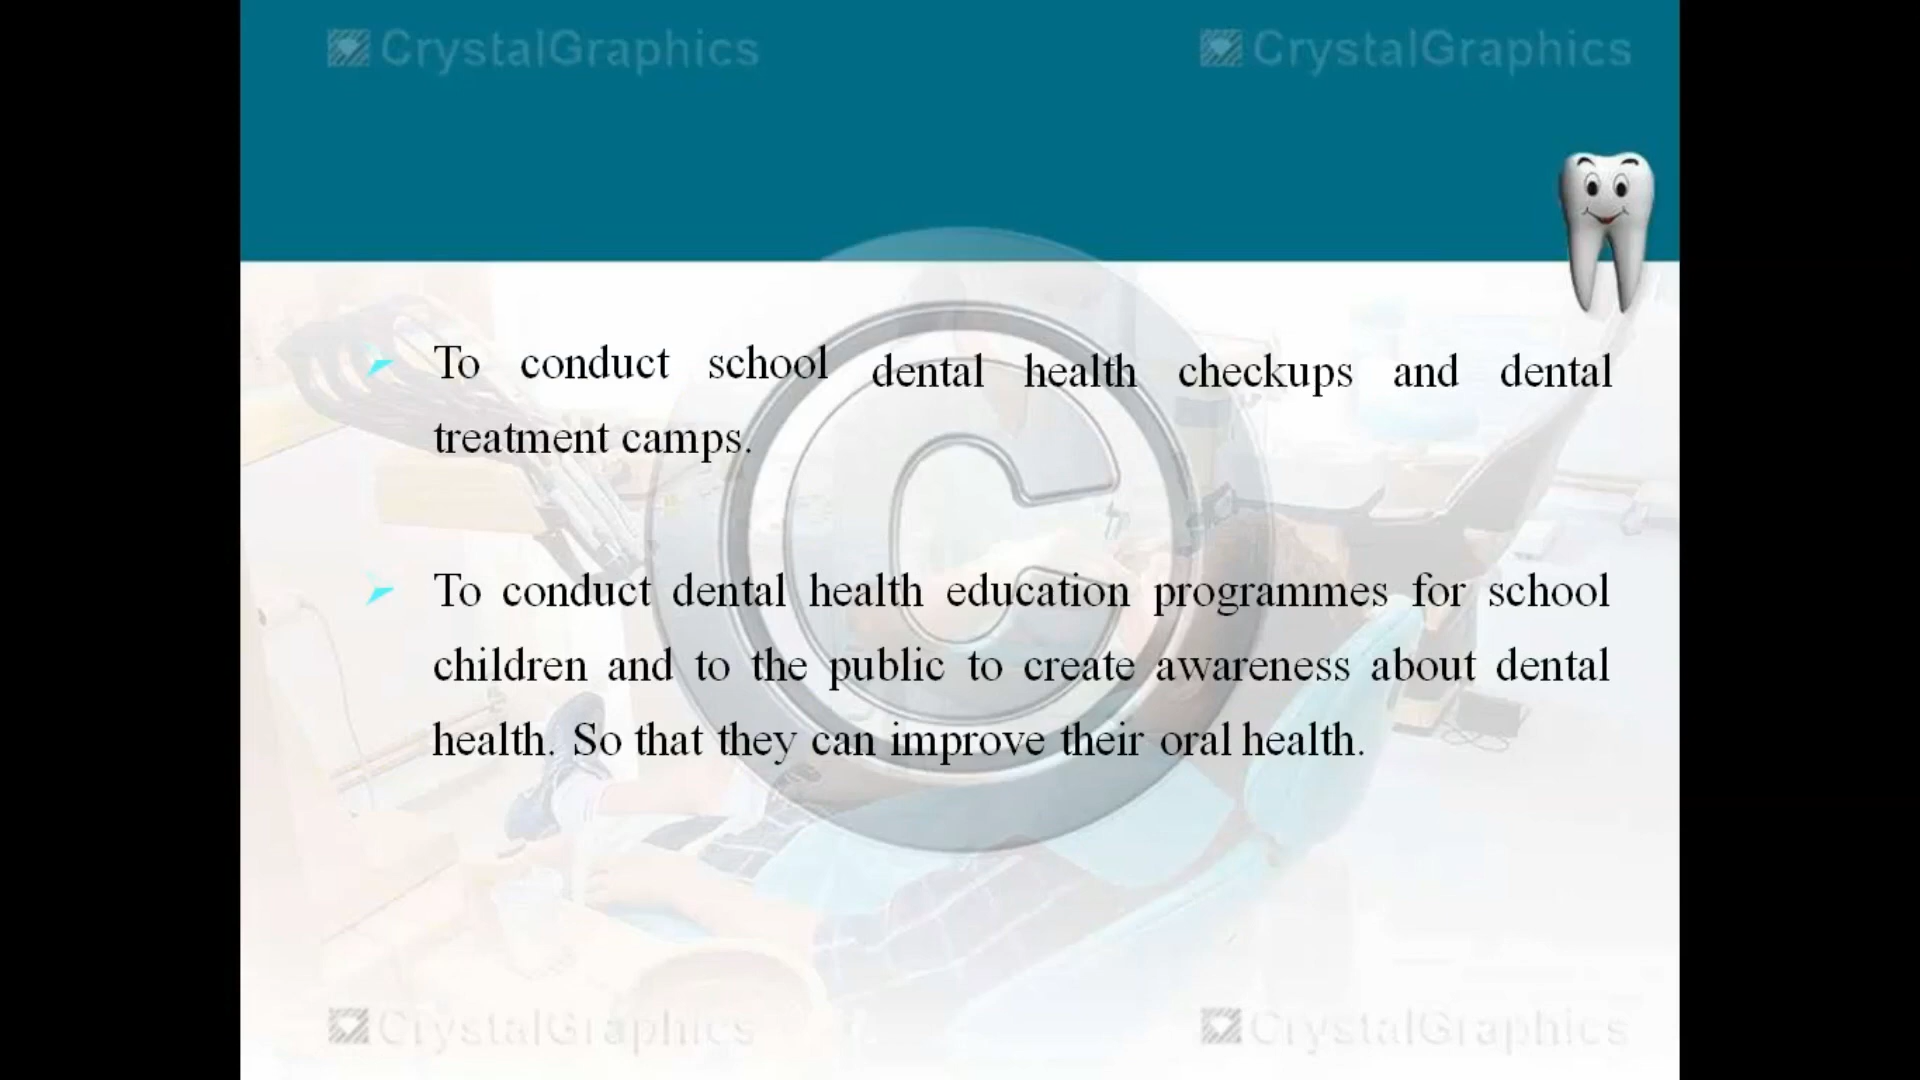 CrystalGraphics CrystalGraphics
To conduct school dental health checkups and dental
treatment camps.
To conduct dental health education programmes for school
children and to the public to create awareness about dental
health. So that they can improve their oral health.
CrystalGraphics CrystalGraphics